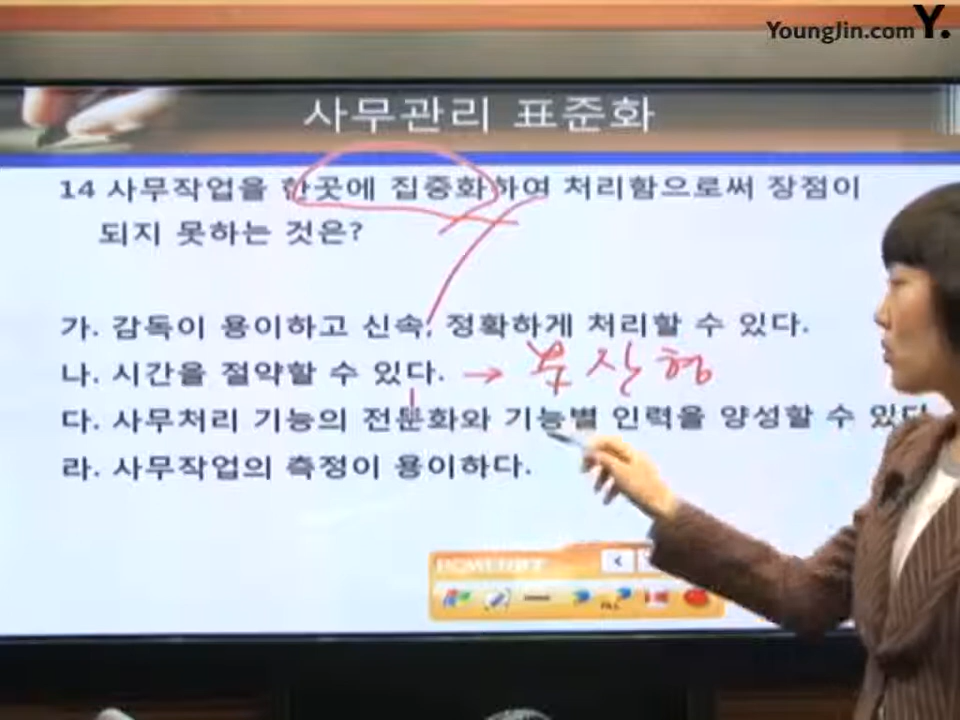 YoungJin.com Y.
사무관리 표준화
14 사무작업을 한곳에 집중화하여 처리함으로써 장점이
되지 못하는 것은?
가. 감독이 용이하고 신속, 정확하게 처리할 수 있다.
나. 시간을 절약할 수 있다. →
다. 사무처리 기능의 전문화와 기능별 인력을 양성할 수 있다
라. 사무작업의 측정이 용이하다.